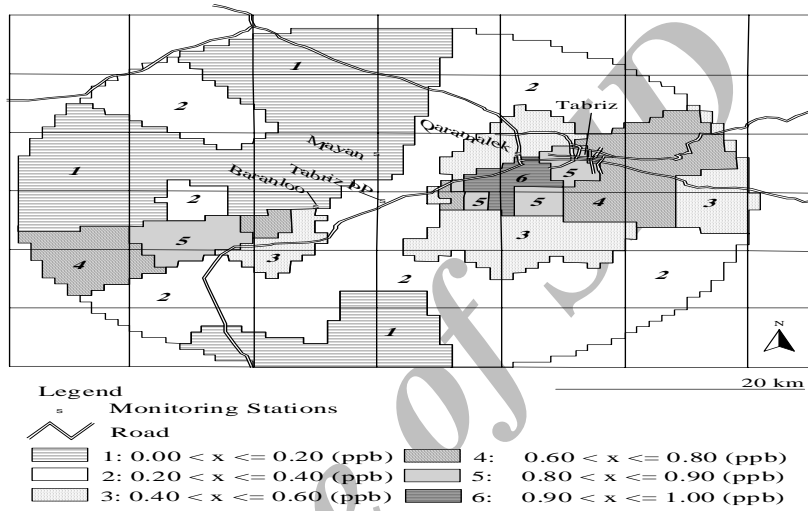 1
2
2
Tabriz
Qaramalek
Mayan
1
Baranloo
Tabriz bP
6
5
2
5
5
4
3
5
3
3
4
2
2
2
1
N
20 km
Legend
s Monitoring Stations
Road
1: 0.00 < x <= 0.20 (ppb)
4: 0.60 < x <= 0.80 (ppb)
2: 0.20 < x <= 0.40 (ppb)
5: 0.80 < x <= 0.90 (ppb)
3: 0.40 < x <= 0.60 (ppb)
6: 0.90 < x <= 1.00 (ppb)
e of SID